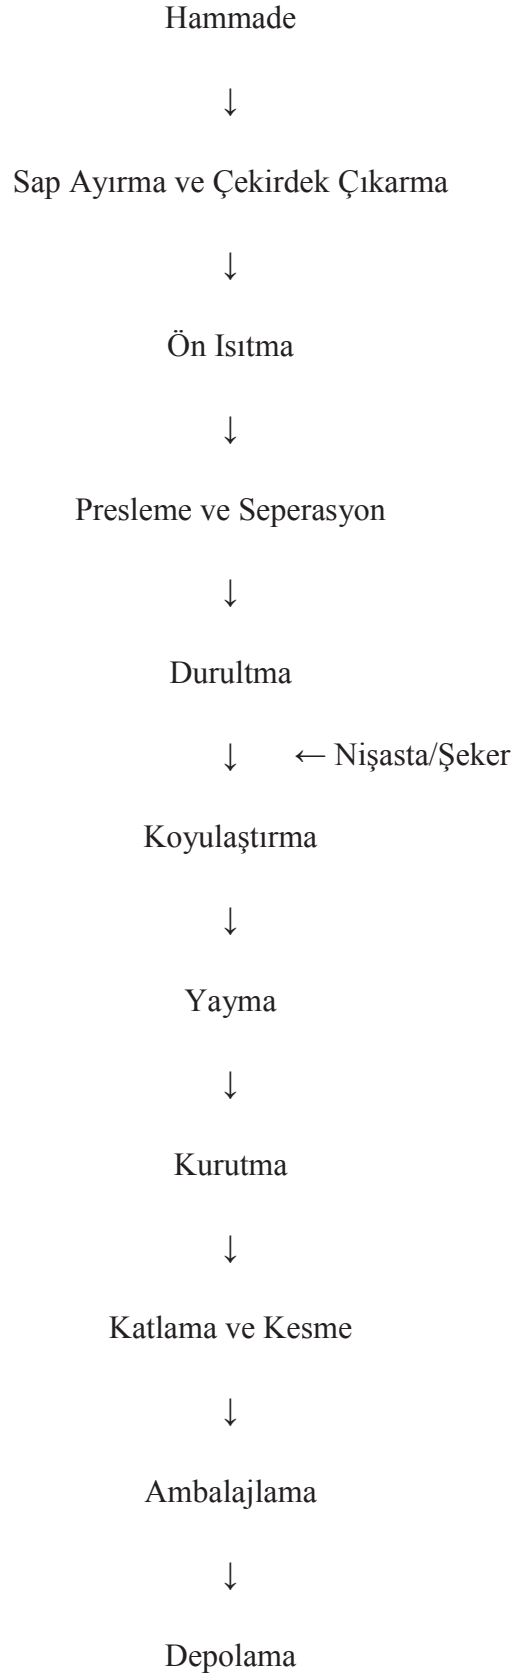 Hammade
↓
Sap Ayırma ve Çekirdek Çıkarma
↓
Ön Isıtma
↓
Presleme ve Seperasyon
↓
Durultma
↓ ← Nişasta/Şeker
Koyulaştırma
↓
Yayma
↓
Kurutma
↓
Katlama ve Kesme
↓
Ambalajlama
↓
Depolama